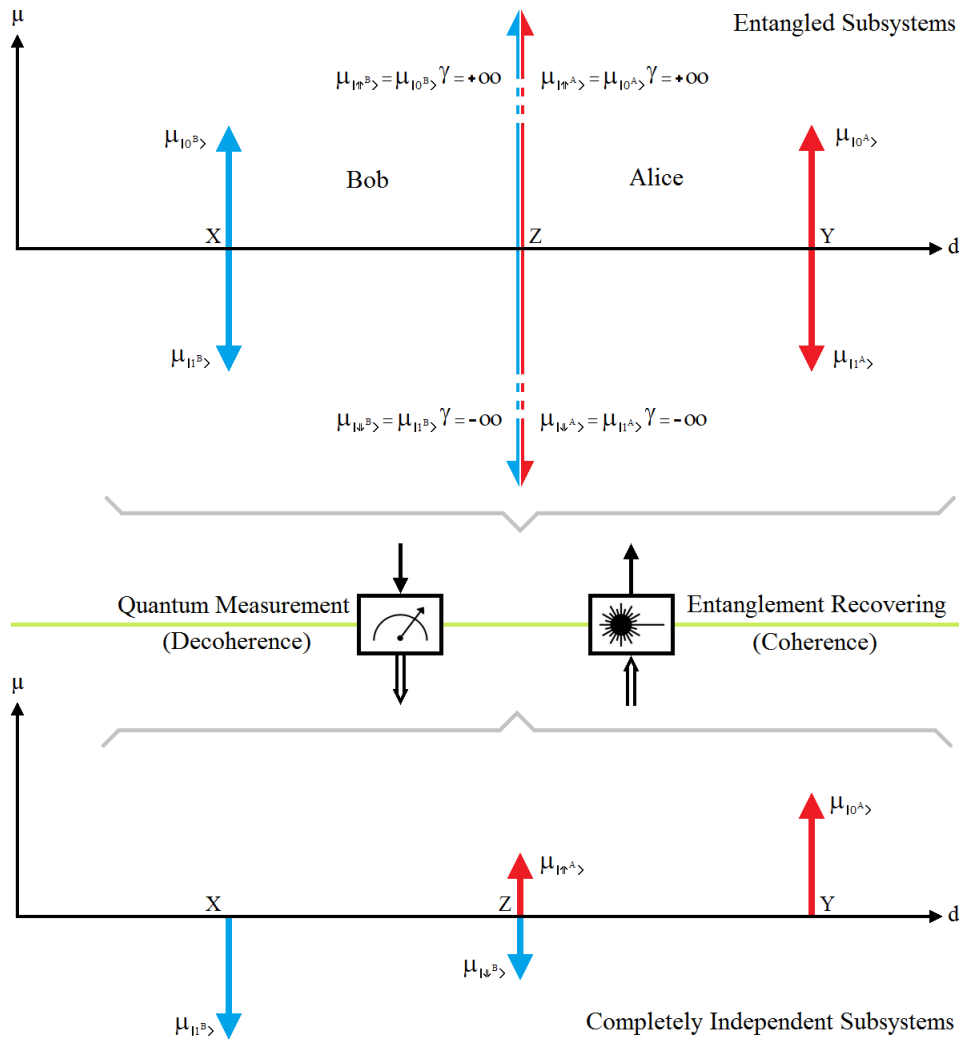 μ
Entangled Subsystems
μ|↑ᴮ⟩ = μ|0ᴮ⟩ γ = +∞
μ|↑ᴬ⟩ = μ|0ᴬ⟩ γ = +∞
μ|0ᴮ⟩
μ|0ᴬ⟩
Bob
Alice
X
Z
Y
d
μ|1ᴮ⟩
μ|1ᴬ⟩
μ|↓ᴮ⟩ = μ|1ᴮ⟩ γ = -∞
μ|↓ᴬ⟩ = μ|1ᴬ⟩ γ = -∞
Quantum Measurement
(Decoherence)
Entanglement Recovering
(Coherence)
μ
μ|0ᴬ⟩
μ|↑ᴬ⟩
X
Z
Y
d
μ|↓ᴮ⟩
μ|1ᴮ⟩
Completely Independent Subsystems